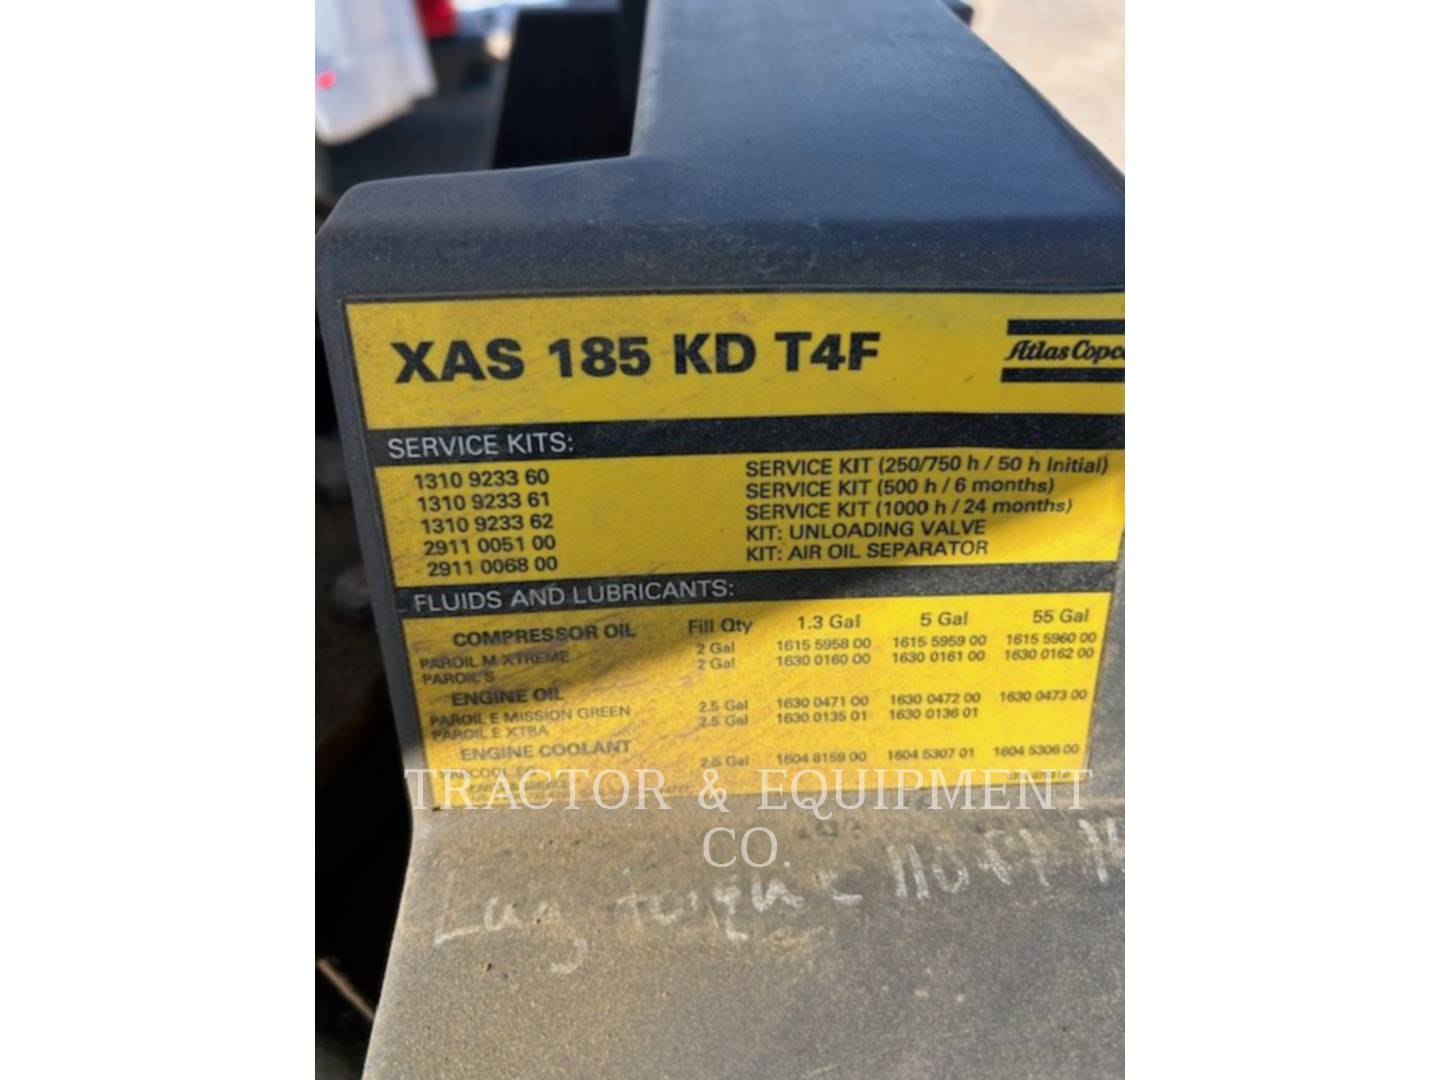 XAS 185 KD T4F
Atlas Copco
SERVICE KITS:
1310 9233 60 SERVICE KIT (250/750 h / 50 h Initial)
1310 9233 61 SERVICE KIT (500 h / 6 months)
1310 9233 62 SERVICE KIT (1000 h / 24 months)
2911 0051 00 KIT: UNLOADING VALVE
2911 0068 00 KIT: AIR OIL SEPARATOR
FLUIDS AND LUBRICANTS:
COMPRESSOR OIL Fill Qty 1.3 Gal 5 Gal 55 Gal
PAROIL M XTREME 2 Gal 1615 5958 00 1615 5959 00 1615 5960 00
PAROIL S 2 Gal 1630 0160 00 1630 0161 00 1630 0162 00
ENGINE OIL
PAROIL E MISSION GREEN 2.5 Gal 1630 0471 00 1630 0472 00 1630 0473 00
PAROIL E XTRA 2.5 Gal 1630 0135 01 1630 0136 01
ENGINE COOLANT
PARCOOL EG 2.5 Gal 1604 8159 00 1604 5307 01 1604 5306 00
TRACTOR & EQUIPMENT
CO.
Lug torque 110 ft